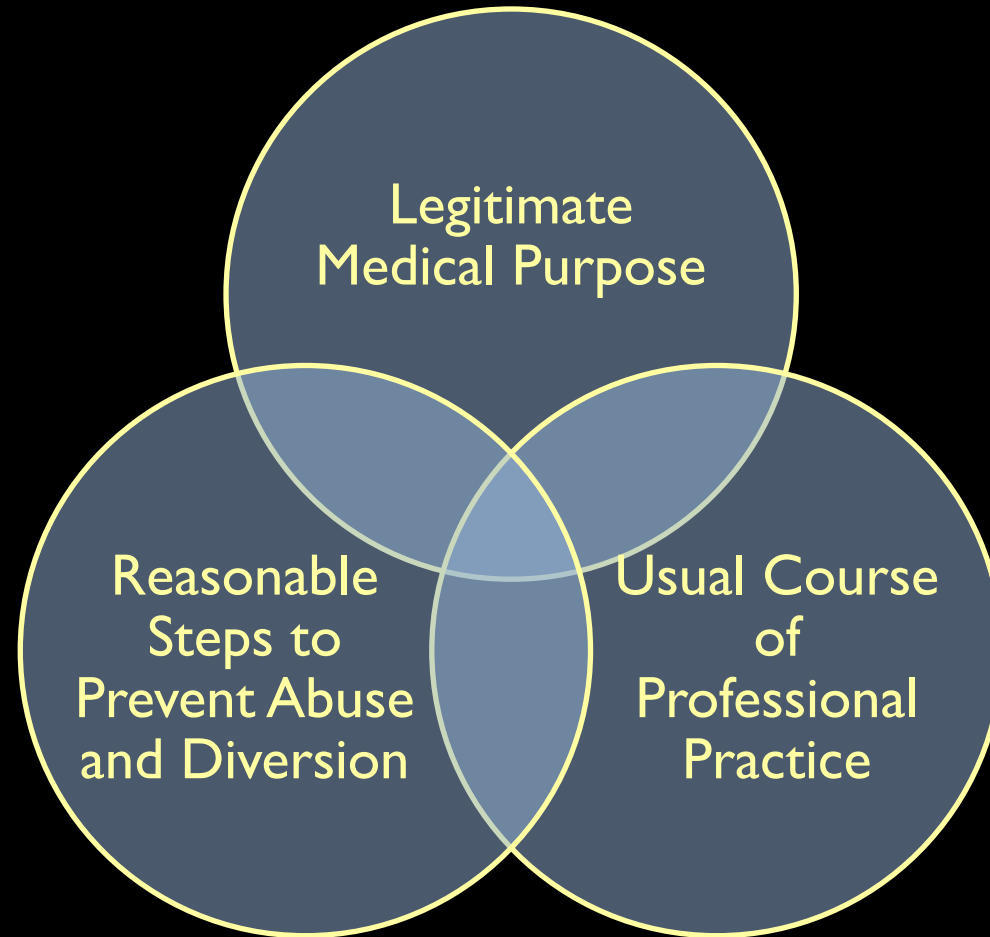 Legitimate
Medical Purpose
Reasonable
Steps to
Prevent Abuse
and Diversion
Usual Course
of
Professional
Practice